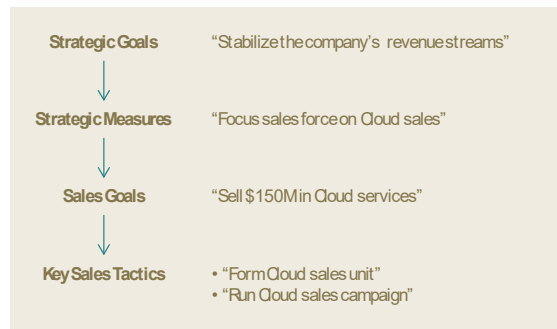 Strategic Goals “Stabilize the company’s revenue streams”
Strategic Measures “Focus sales force on Cloud sales”
Sales Goals “Sell $150M in Cloud services”
Key Sales Tactics • “Form Cloud sales unit”
• “Run Cloud sales campaign”